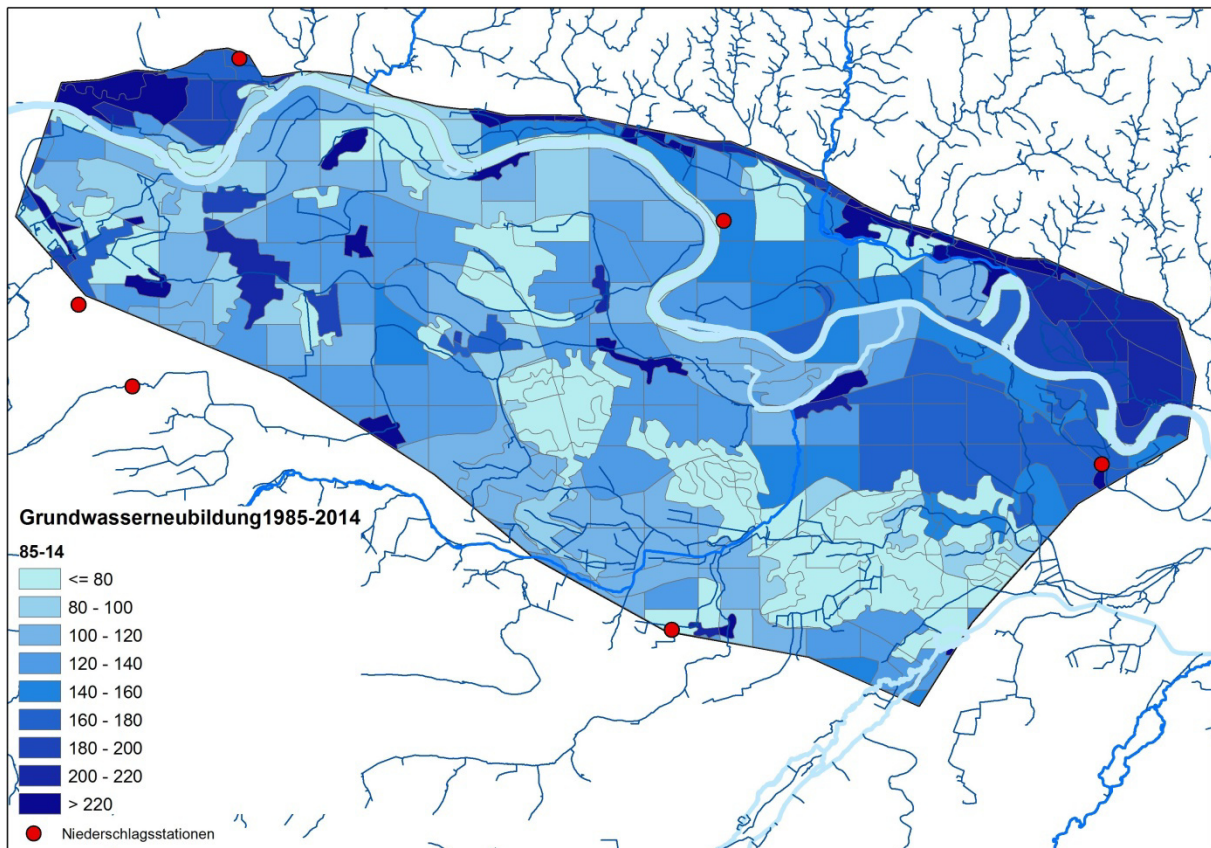 Grundwasserneubildung1985-2014
85-14
<= 80
80 - 100
100 - 120
120 - 140
140 - 160
160 - 180
180 - 200
200 - 220
> 220
Niederschlagsstationen